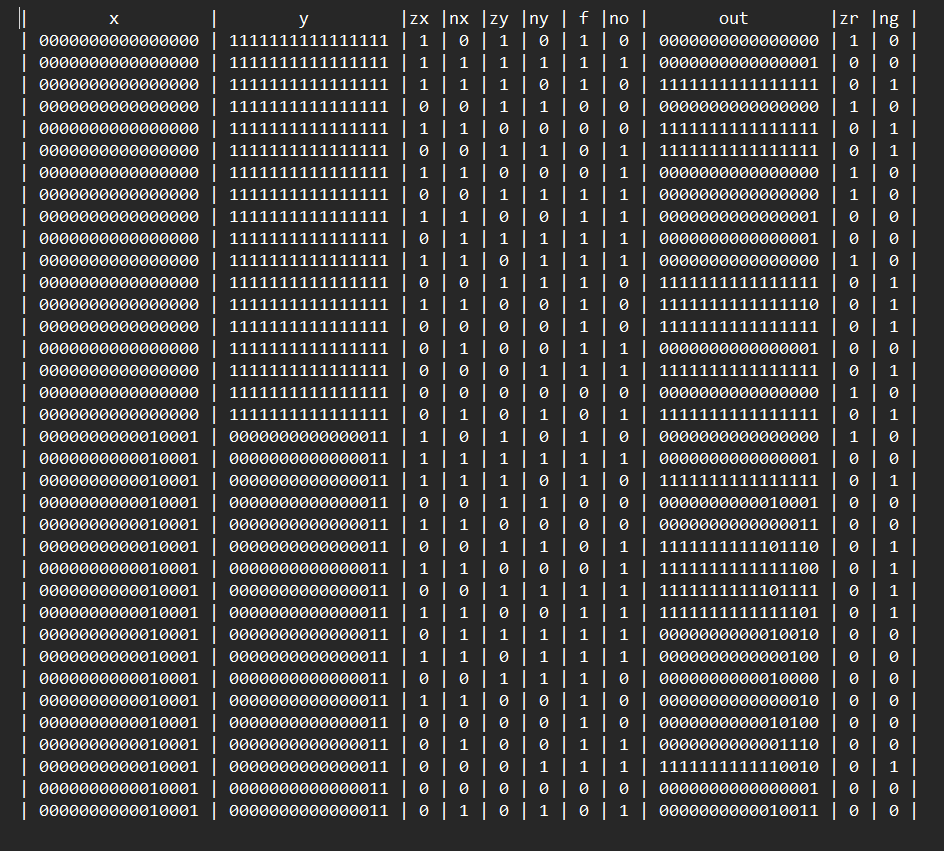 |        x         |        y         |zx |nx |zy |ny | f |no |       out        |zr |ng |
| 0000000000000000 | 1111111111111111 | 1 | 0 | 1 | 0 | 1 | 0 | 0000000000000000 | 1 | 0 |
| 0000000000000000 | 1111111111111111 | 1 | 1 | 1 | 1 | 1 | 1 | 0000000000000001 | 0 | 0 |
| 0000000000000000 | 1111111111111111 | 1 | 1 | 1 | 0 | 1 | 0 | 1111111111111111 | 0 | 1 |
| 0000000000000000 | 1111111111111111 | 0 | 0 | 1 | 1 | 0 | 0 | 0000000000000000 | 1 | 0 |
| 0000000000000000 | 1111111111111111 | 1 | 1 | 0 | 0 | 0 | 0 | 1111111111111111 | 0 | 1 |
| 0000000000000000 | 1111111111111111 | 0 | 0 | 1 | 1 | 0 | 1 | 1111111111111111 | 0 | 1 |
| 0000000000000000 | 1111111111111111 | 1 | 1 | 0 | 0 | 0 | 1 | 0000000000000000 | 1 | 0 |
| 0000000000000000 | 1111111111111111 | 0 | 0 | 1 | 1 | 1 | 1 | 0000000000000000 | 1 | 0 |
| 0000000000000000 | 1111111111111111 | 1 | 1 | 0 | 0 | 1 | 1 | 0000000000000001 | 0 | 0 |
| 0000000000000000 | 1111111111111111 | 0 | 1 | 1 | 1 | 1 | 1 | 0000000000000001 | 0 | 0 |
| 0000000000000000 | 1111111111111111 | 1 | 1 | 0 | 1 | 1 | 1 | 0000000000000000 | 1 | 0 |
| 0000000000000000 | 1111111111111111 | 0 | 0 | 1 | 1 | 1 | 0 | 1111111111111111 | 0 | 1 |
| 0000000000000000 | 1111111111111111 | 1 | 1 | 0 | 0 | 1 | 0 | 1111111111111110 | 0 | 1 |
| 0000000000000000 | 1111111111111111 | 0 | 0 | 0 | 0 | 1 | 0 | 1111111111111111 | 0 | 1 |
| 0000000000000000 | 1111111111111111 | 0 | 1 | 0 | 0 | 1 | 1 | 0000000000000001 | 0 | 0 |
| 0000000000000000 | 1111111111111111 | 0 | 0 | 0 | 1 | 1 | 1 | 1111111111111111 | 0 | 1 |
| 0000000000000000 | 1111111111111111 | 0 | 0 | 0 | 0 | 0 | 0 | 0000000000000000 | 1 | 0 |
| 0000000000000000 | 1111111111111111 | 0 | 1 | 0 | 1 | 0 | 1 | 1111111111111111 | 0 | 1 |
| 0000000000010001 | 0000000000000011 | 1 | 0 | 1 | 0 | 1 | 0 | 0000000000000000 | 1 | 0 |
| 0000000000010001 | 0000000000000011 | 1 | 1 | 1 | 1 | 1 | 1 | 0000000000000001 | 0 | 0 |
| 0000000000010001 | 0000000000000011 | 1 | 1 | 1 | 0 | 1 | 0 | 1111111111111111 | 0 | 1 |
| 0000000000010001 | 0000000000000011 | 0 | 0 | 1 | 1 | 0 | 0 | 0000000000010001 | 0 | 0 |
| 0000000000010001 | 0000000000000011 | 1 | 1 | 0 | 0 | 0 | 0 | 0000000000000011 | 0 | 0 |
| 0000000000010001 | 0000000000000011 | 0 | 0 | 1 | 1 | 0 | 1 | 1111111111101110 | 0 | 1 |
| 0000000000010001 | 0000000000000011 | 1 | 1 | 0 | 0 | 0 | 1 | 1111111111111100 | 0 | 1 |
| 0000000000010001 | 0000000000000011 | 0 | 0 | 1 | 1 | 1 | 1 | 1111111111101111 | 0 | 1 |
| 0000000000010001 | 0000000000000011 | 1 | 1 | 0 | 0 | 1 | 1 | 1111111111111101 | 0 | 1 |
| 0000000000010001 | 0000000000000011 | 0 | 1 | 1 | 1 | 1 | 1 | 0000000000010010 | 0 | 0 |
| 0000000000010001 | 0000000000000011 | 1 | 1 | 0 | 1 | 1 | 1 | 0000000000000100 | 0 | 0 |
| 0000000000010001 | 0000000000000011 | 0 | 0 | 1 | 1 | 1 | 0 | 0000000000010000 | 0 | 0 |
| 0000000000010001 | 0000000000000011 | 1 | 1 | 0 | 0 | 1 | 0 | 0000000000000010 | 0 | 0 |
| 0000000000010001 | 0000000000000011 | 0 | 0 | 0 | 0 | 1 | 0 | 0000000000010100 | 0 | 0 |
| 0000000000010001 | 0000000000000011 | 0 | 1 | 0 | 0 | 1 | 1 | 0000000000001110 | 0 | 0 |
| 0000000000010001 | 0000000000000011 | 0 | 0 | 0 | 1 | 1 | 1 | 1111111111110010 | 0 | 1 |
| 0000000000010001 | 0000000000000011 | 0 | 0 | 0 | 0 | 0 | 0 | 0000000000000001 | 0 | 0 |
| 0000000000010001 | 0000000000000011 | 0 | 1 | 0 | 1 | 0 | 1 | 0000000000010011 | 0 | 0 |